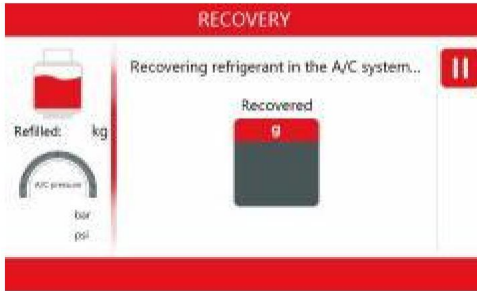 RECOVERY
Recovering refrigerant in the A/C system...
Recovered
g
Refilled: kg
A/C pressure
bar
psi